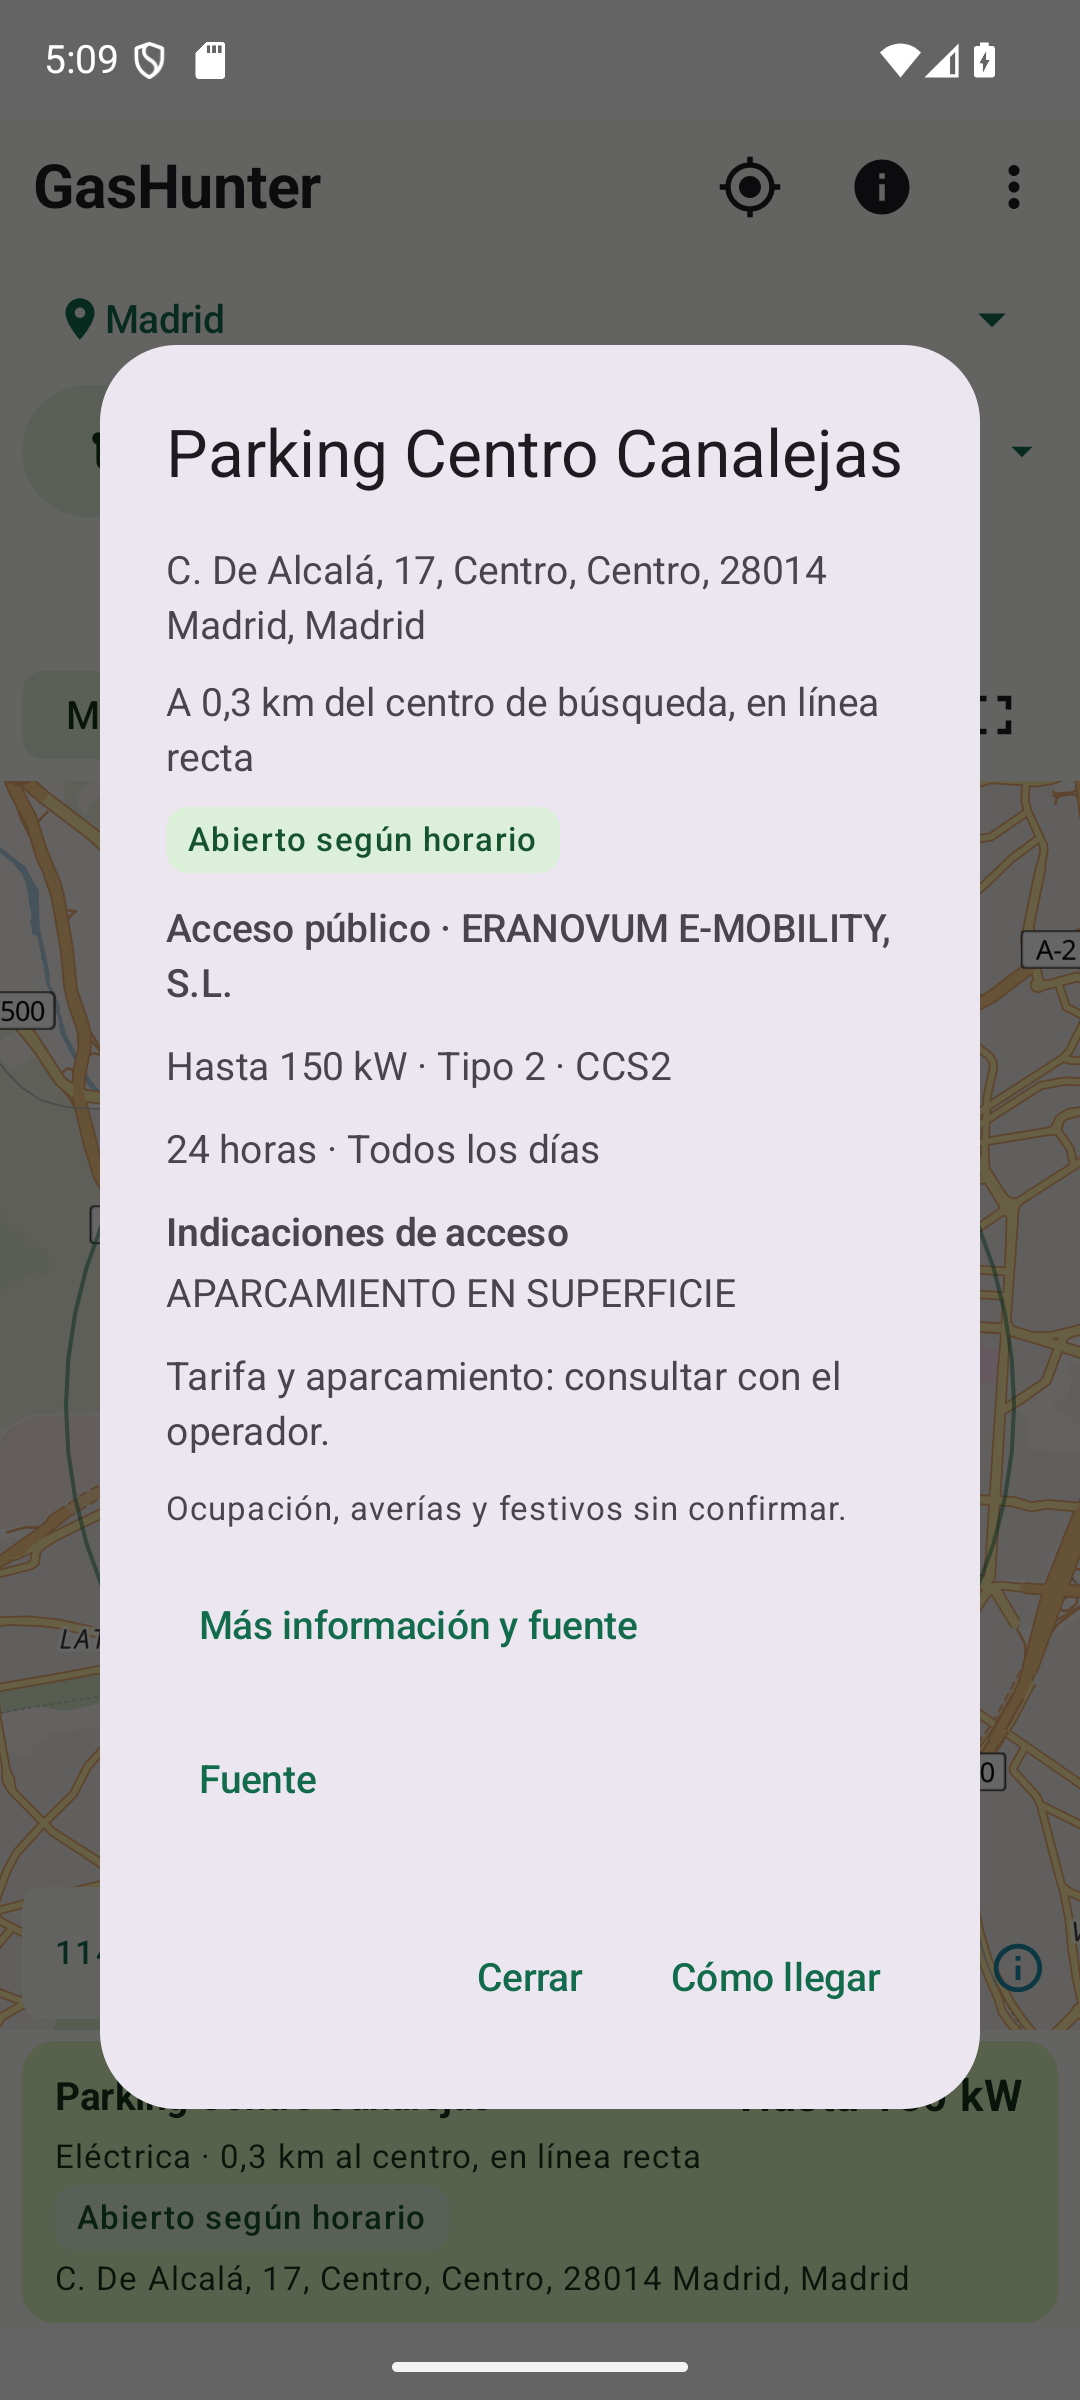 5:09
GasHunter
Madrid
Parking Centro Canalejas
C. De Alcalá, 17, Centro, Centro, 28014
Madrid, Madrid
A 0,3 km del centro de búsqueda, en línea
recta
Abierto según horario
Acceso público · ERANOVUM E-MOBILITY,
S.L.
Hasta 150 kW · Tipo 2 · CCS2
24 horas · Todos los días
Indicaciones de acceso
APARCAMIENTO EN SUPERFICIE
Tarifa y aparcamiento: consultar con el
operador.
Ocupación, averías y festivos sin confirmar.
Más información y fuente
Fuente
Cerrar Cómo llegar
A-2
500
kW
Eléctrica · 0,3 km al centro, en línea recta
Abierto según horario
C. De Alcalá, 17, Centro, Centro, 28014 Madrid, Madrid